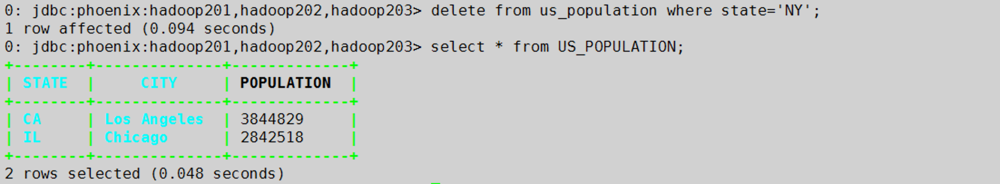 0: jdbc:phoenix:hadoop201,hadoop202,hadoop203> delete from us_population where state='NY';
1 row affected (0.094 seconds)
0: jdbc:phoenix:hadoop201,hadoop202,hadoop203> select * from US_POPULATION;
+--------+--------------+-------------+
| STATE  |     CITY     | POPULATION  |
+--------+--------------+-------------+
| CA     | Los Angeles  | 3844829     |
| IL     | Chicago      | 2842518     |
+--------+--------------+-------------+
2 rows selected (0.048 seconds)